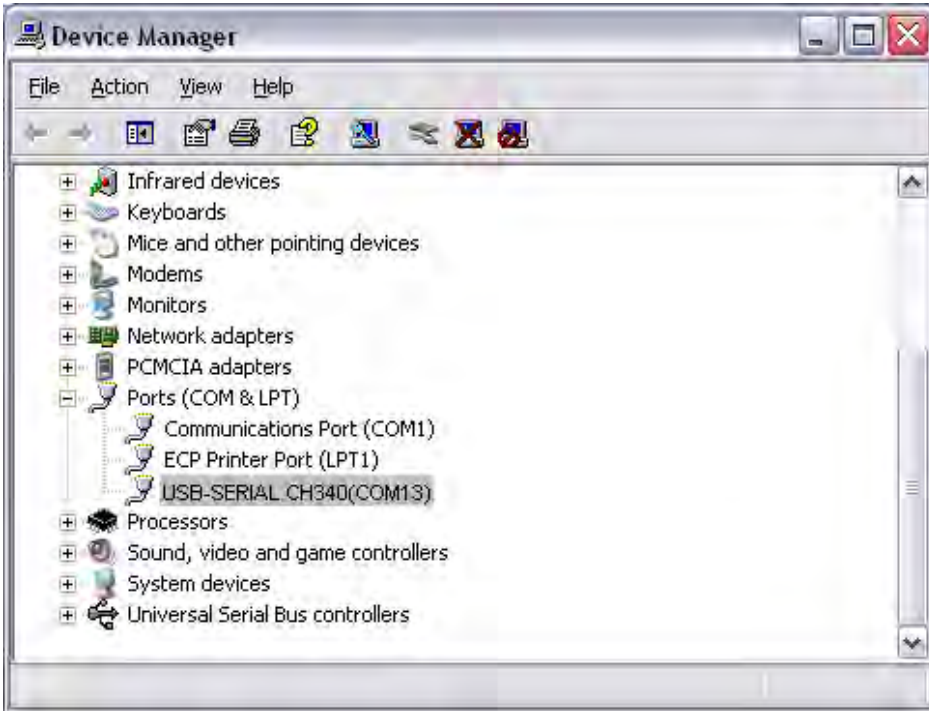 Device Manager
File Action View Help
Infrared devices
Keyboards
Mice and other pointing devices
Modems
Monitors
Network adapters
PCMCIA adapters
Ports (COM & LPT)
Communications Port (COM1)
ECP Printer Port (LPT1)
USB-SERIAL CH340(COM13)
Processors
Sound, video and game controllers
System devices
Universal Serial Bus controllers